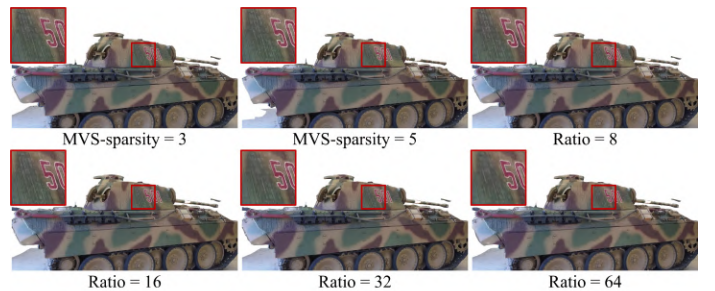 50
50
50
MVS-sparsity = 3
MVS-sparsity = 5
Ratio = 8
50
50
50
Ratio = 16
Ratio = 32
Ratio = 64